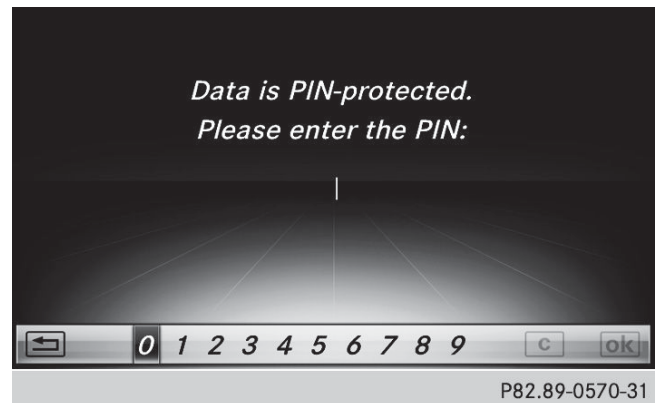 Data is PIN-protected.
Please enter the PIN:
0 1 2 3 4 5 6 7 8 9 c ok
P82.89-0570-31